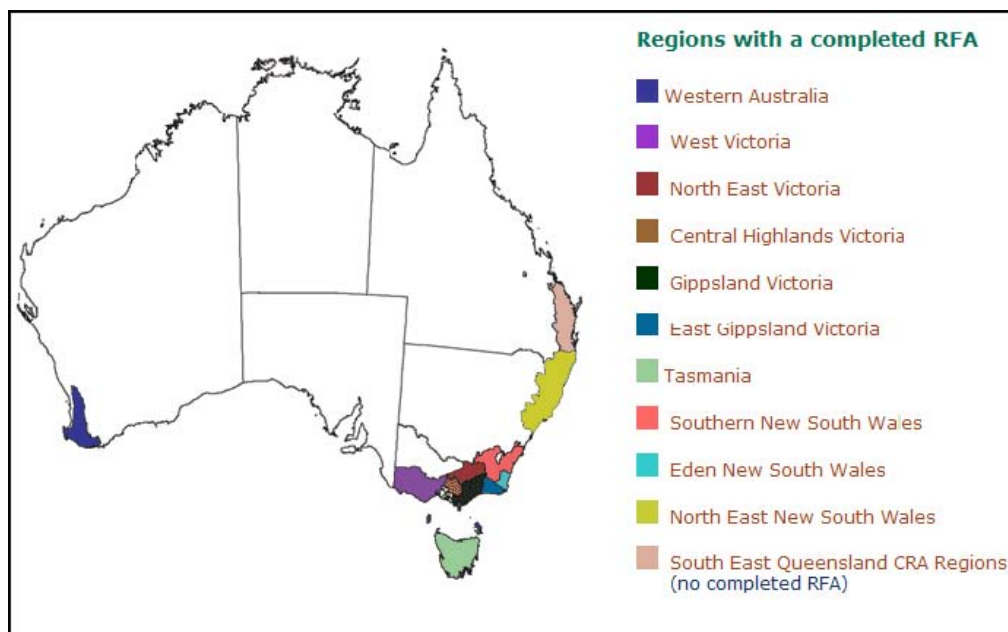 Regions with a completed RFA
Western Australia
West Victoria
North East Victoria
Central Highlands Victoria
Gippsland Victoria
East Gippsland Victoria
Tasmania
Southern New South Wales
Eden New South Wales
North East New South Wales
South East Queensland CRA Regions
(no completed RFA)